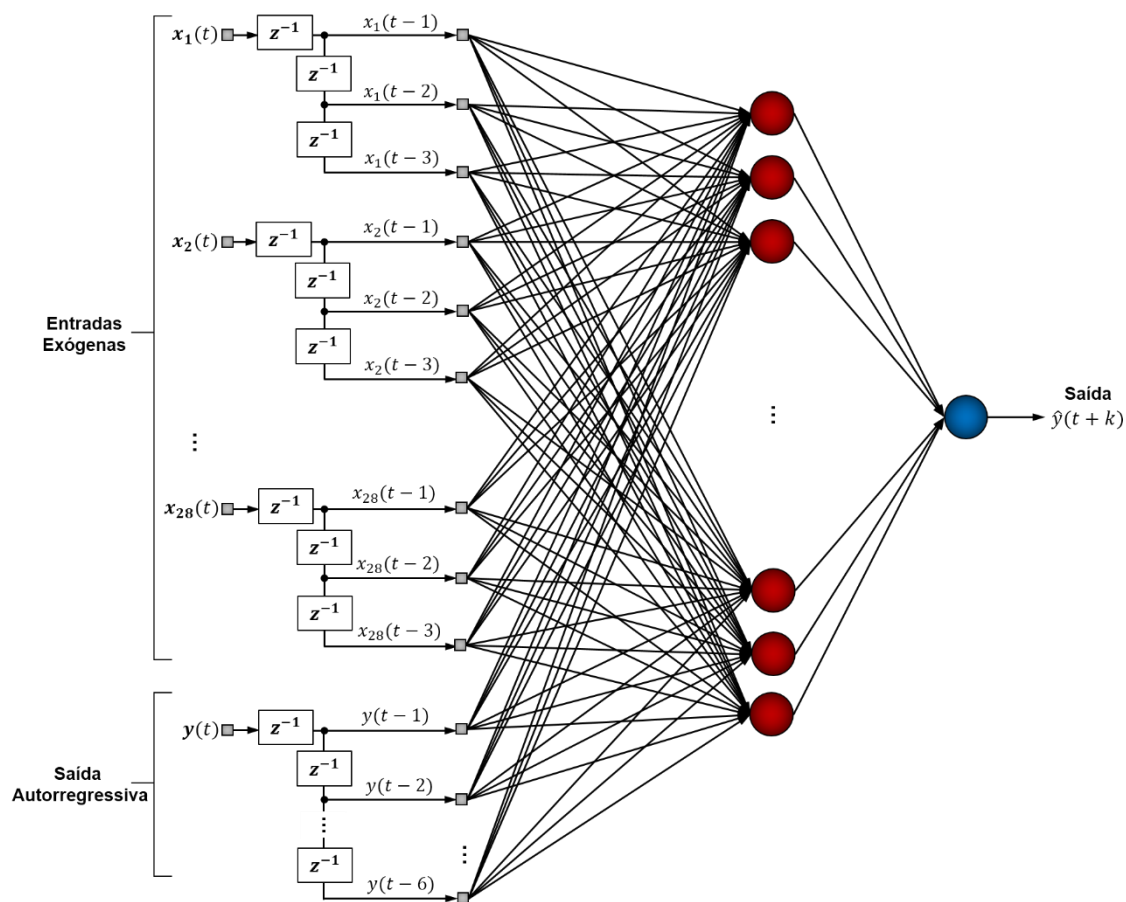 x₁(t) z⁻¹ x₁(t − 1)
z⁻¹ x₁(t − 2)
z⁻¹ x₁(t − 3)
x₂(t) z⁻¹ x₂(t − 1)
z⁻¹ x₂(t − 2)
z⁻¹ x₂(t − 3)
Entradas
Exógenas
⋮
x₂₈(t) z⁻¹ x₂₈(t − 1)
z⁻¹ x₂₈(t − 2)
z⁻¹ x₂₈(t − 3)
Saída
Autorregressiva
y(t) z⁻¹ y(t − 1)
z⁻¹ y(t − 2)
⋮
z⁻¹ y(t − 6)
⋮
⋮
Saída
ŷ(t + k)